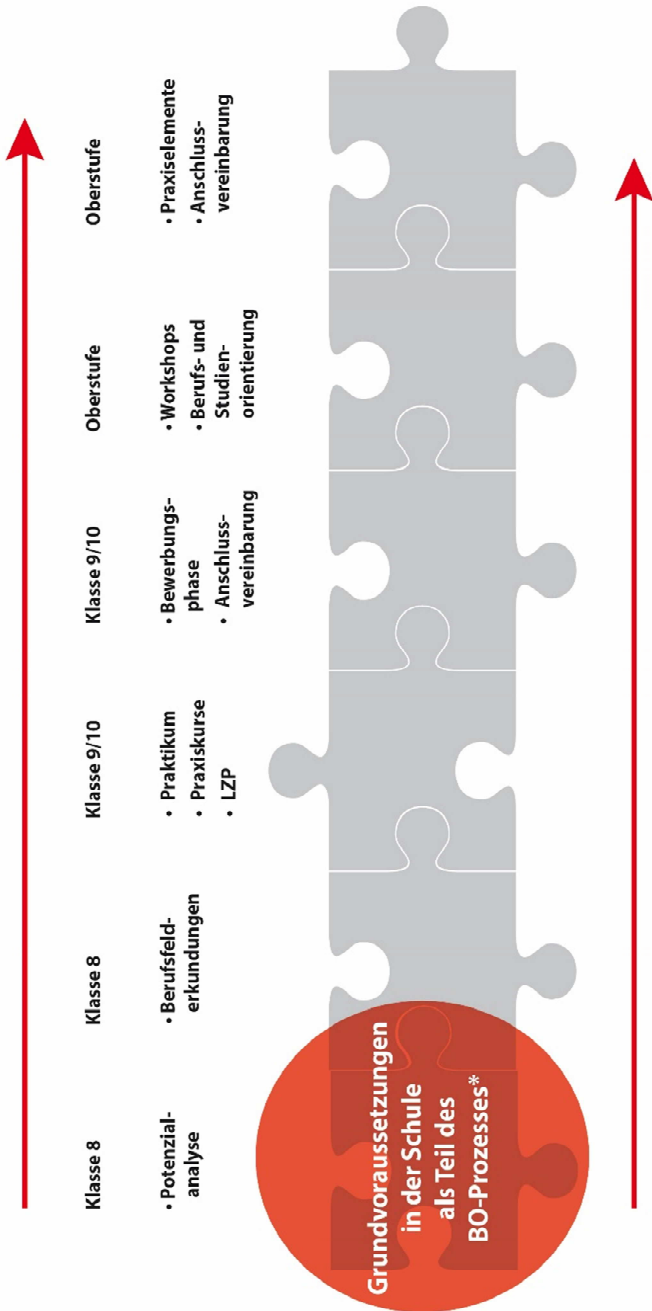 Klasse 8
• Potenzial-
analyse
Klasse 8
• Berufsfeld-
erkundungen
Klasse 9/10
• Praktikum
• Praxiskurse
• LZP
Klasse 9/10
• Bewerbungs-
phase
• Anschluss-
vereinbarung
Oberstufe
• Workshops
• Berufs- und
Studien-
orientierung
Oberstufe
• Praxiselemente
• Anschluss-
vereinbarung
Grundvoraussetzungen
in der Schule
als Teil des
BO-Prozesses*